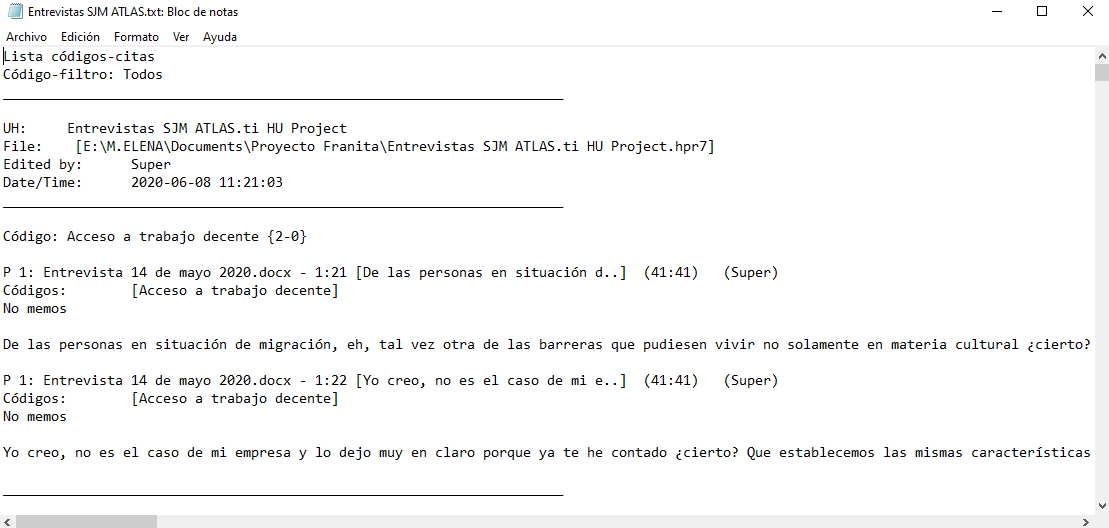 Entrevistas SJM ATLAS.txt: Bloc de notas
Archivo Edición Formato Ver Ayuda
Lista códigos-citas
Código-filtro: Todos
______________________________________________________________________
UH: Entrevistas SJM ATLAS.ti HU Project
File: [E:\M.ELENA\Documents\Proyecto Franita\Entrevistas SJM ATLAS.ti HU Project.hpr7]
Edited by: Super
Date/Time: 2020-06-08 11:21:03
______________________________________________________________________
Código: Acceso a trabajo decente {2-0}
P 1: Entrevista 14 de mayo 2020.docx - 1:21 [De las personas en situación d..] (41:41) (Super)
Códigos: [Acceso a trabajo decente]
No memos
De las personas en situación de migración, eh, tal vez otra de las barreras que pudiesen vivir no solamente en materia cultural ¿cierto?
P 1: Entrevista 14 de mayo 2020.docx - 1:22 [Yo creo, no es el caso de mi e..] (41:41) (Super)
Códigos: [Acceso a trabajo decente]
No memos
Yo creo, no es el caso de mi empresa y lo dejo muy en claro porque ya te he contado ¿cierto? Que establecemos las mismas características
______________________________________________________________________